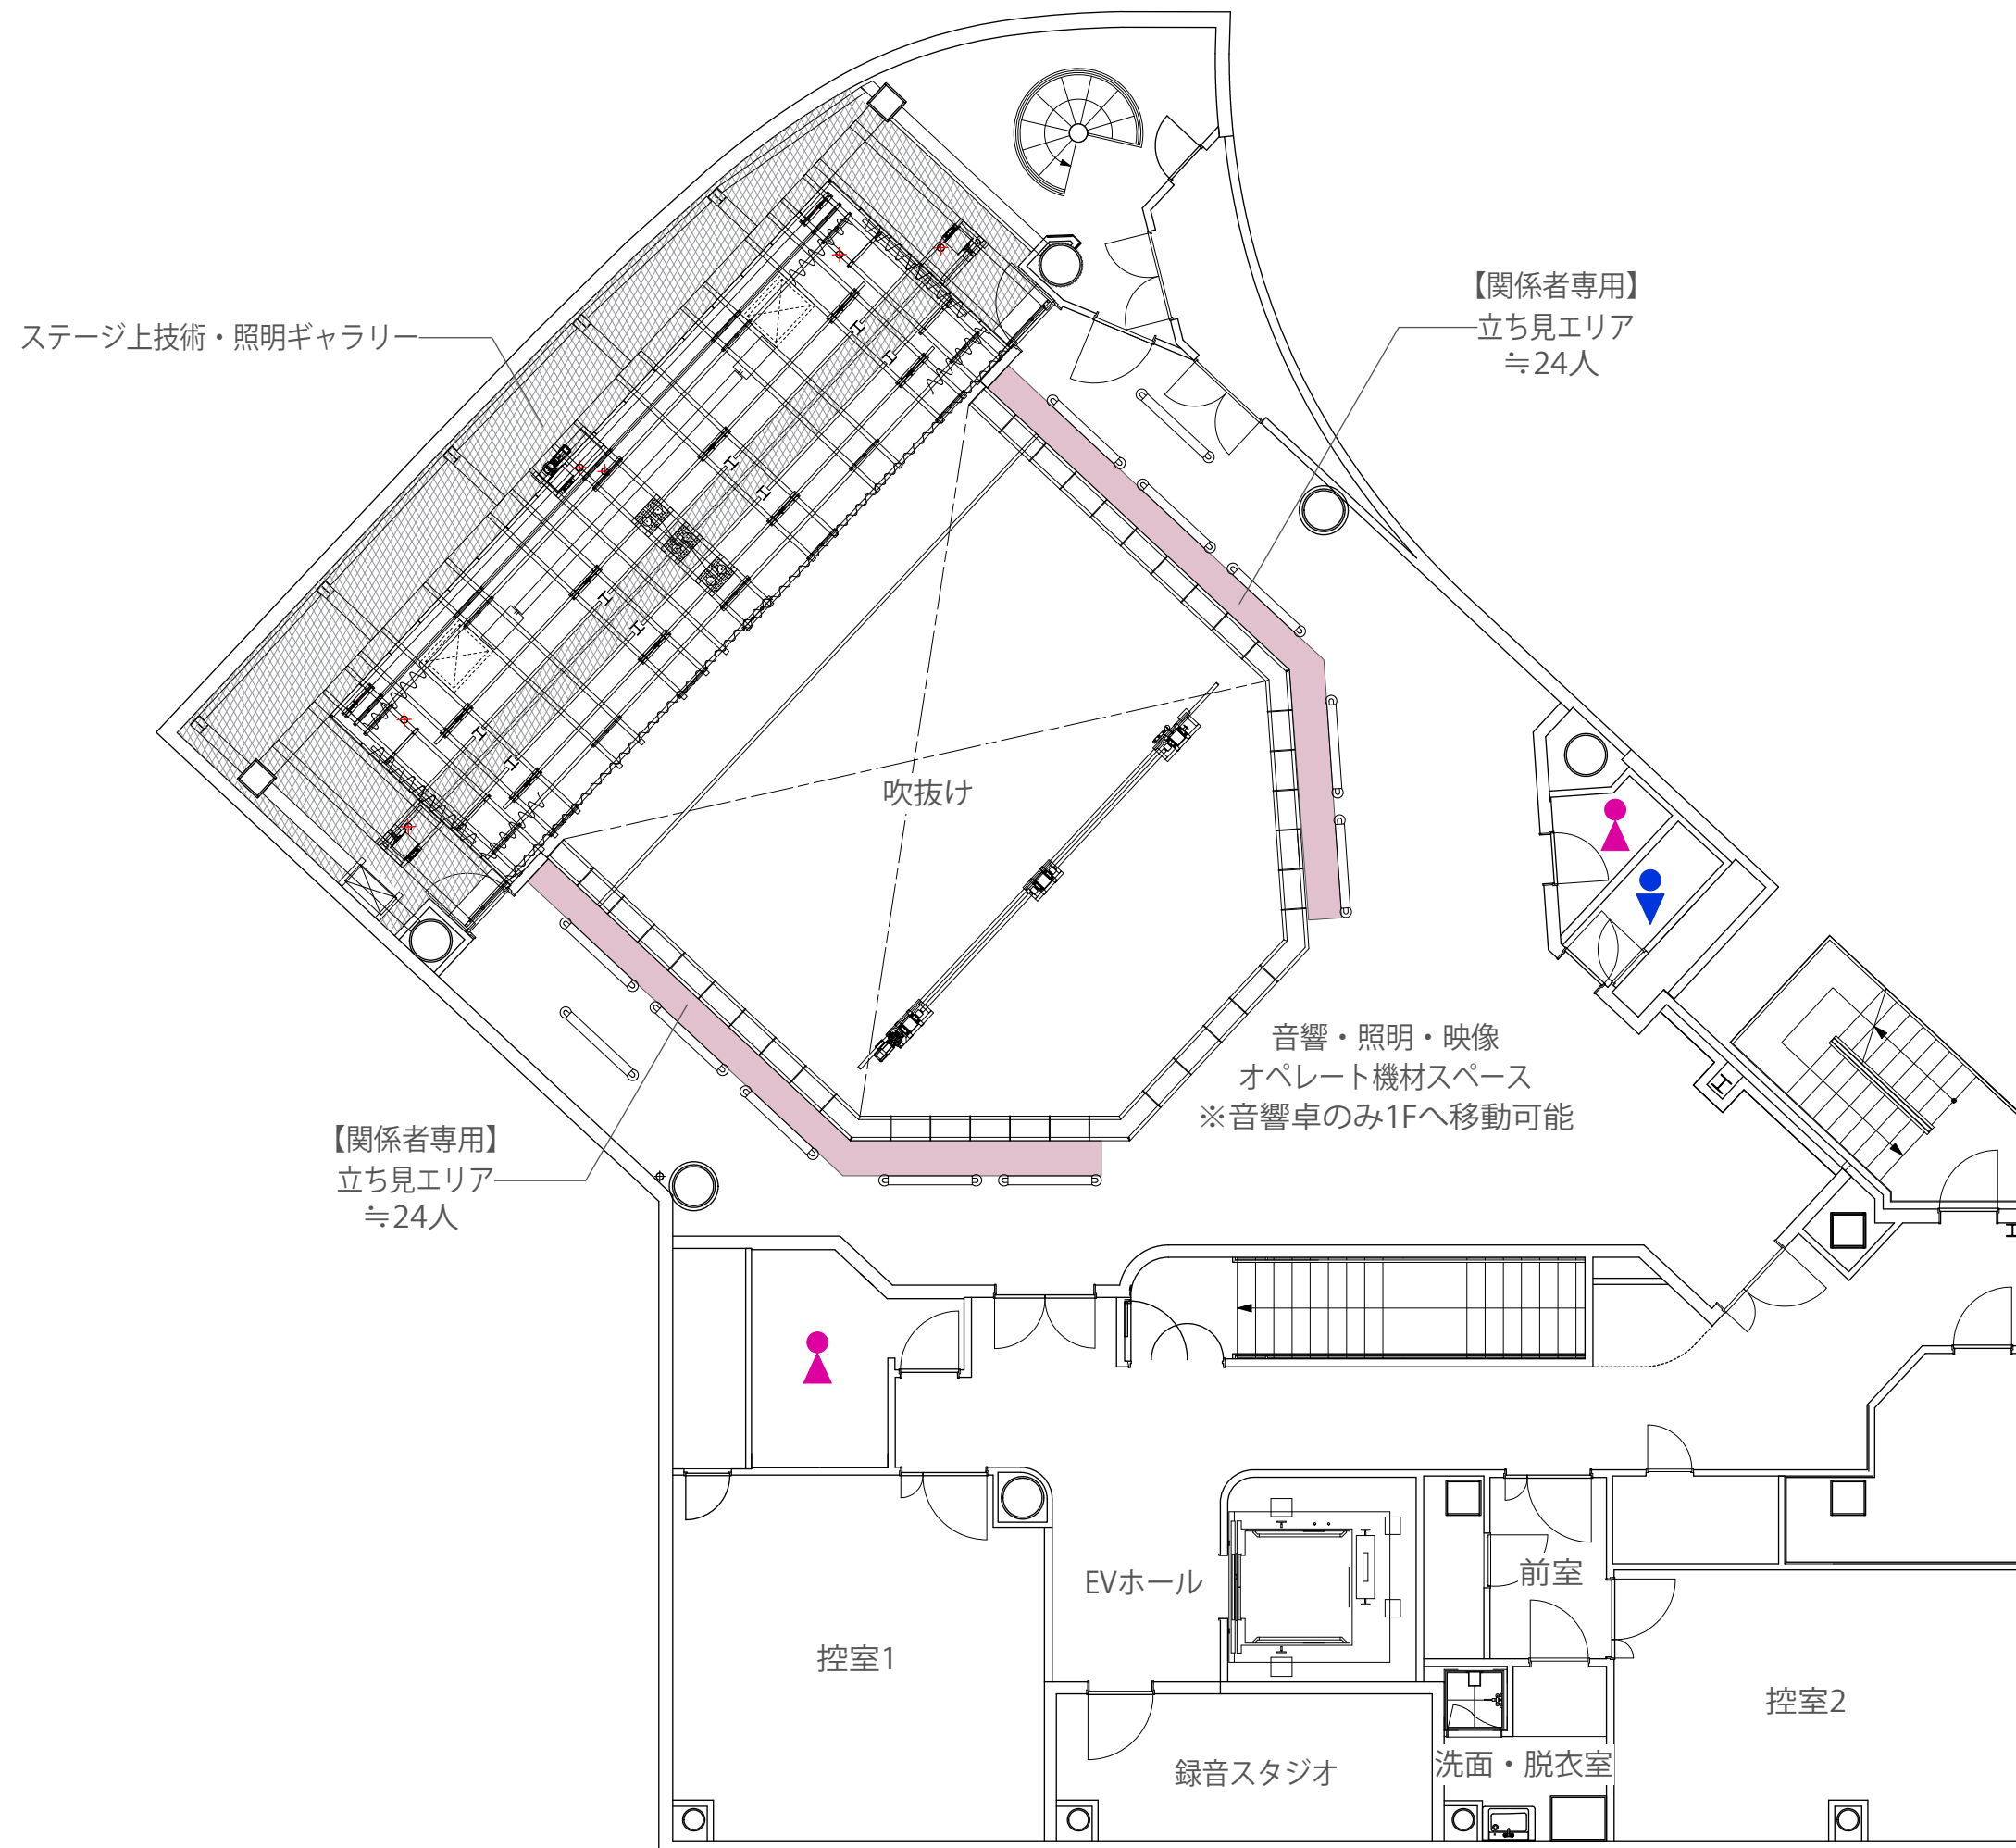 【関係者専用】
立ち見エリア
≒24人
ステージ上技術・照明ギャラリー
吹抜け
音響・照明・映像
オペレート機材スペース
※音響卓のみ1Fへ移動可能
【関係者専用】
立ち見エリア
≒24人
EVホール
前室
控室1
控室2
録音スタジオ
洗面・脱衣室